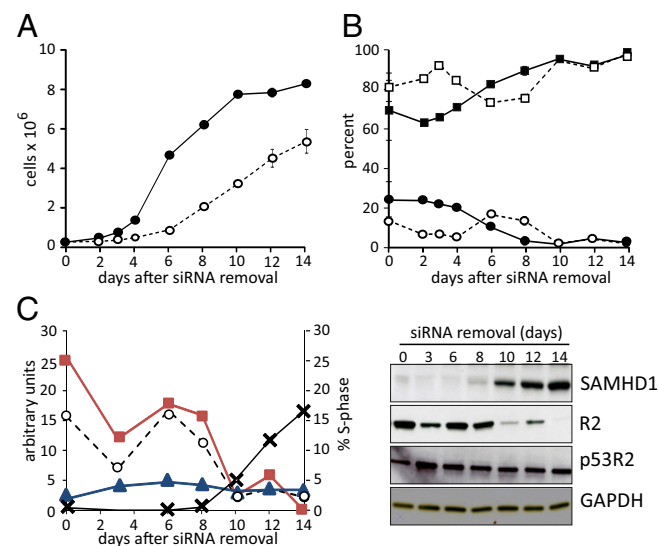 A
cells x 10⁶
10
8
6
4
2
0
0 2 4 6 8 10 12 14
days after siRNA removal
B
percent
100
80
60
40
20
0
0 2 4 6 8 10 12 14
days after siRNA removal
C
arbitrary units
30
25
20
15
10
5
0
0 2 4 6 8 10 12 14
days after siRNA removal
30
25
20
15
10
5
0
% S-phase
siRNA removal (days)
0 3 6 8 10 12 14
SAMHD1
R2
p53R2
GAPDH